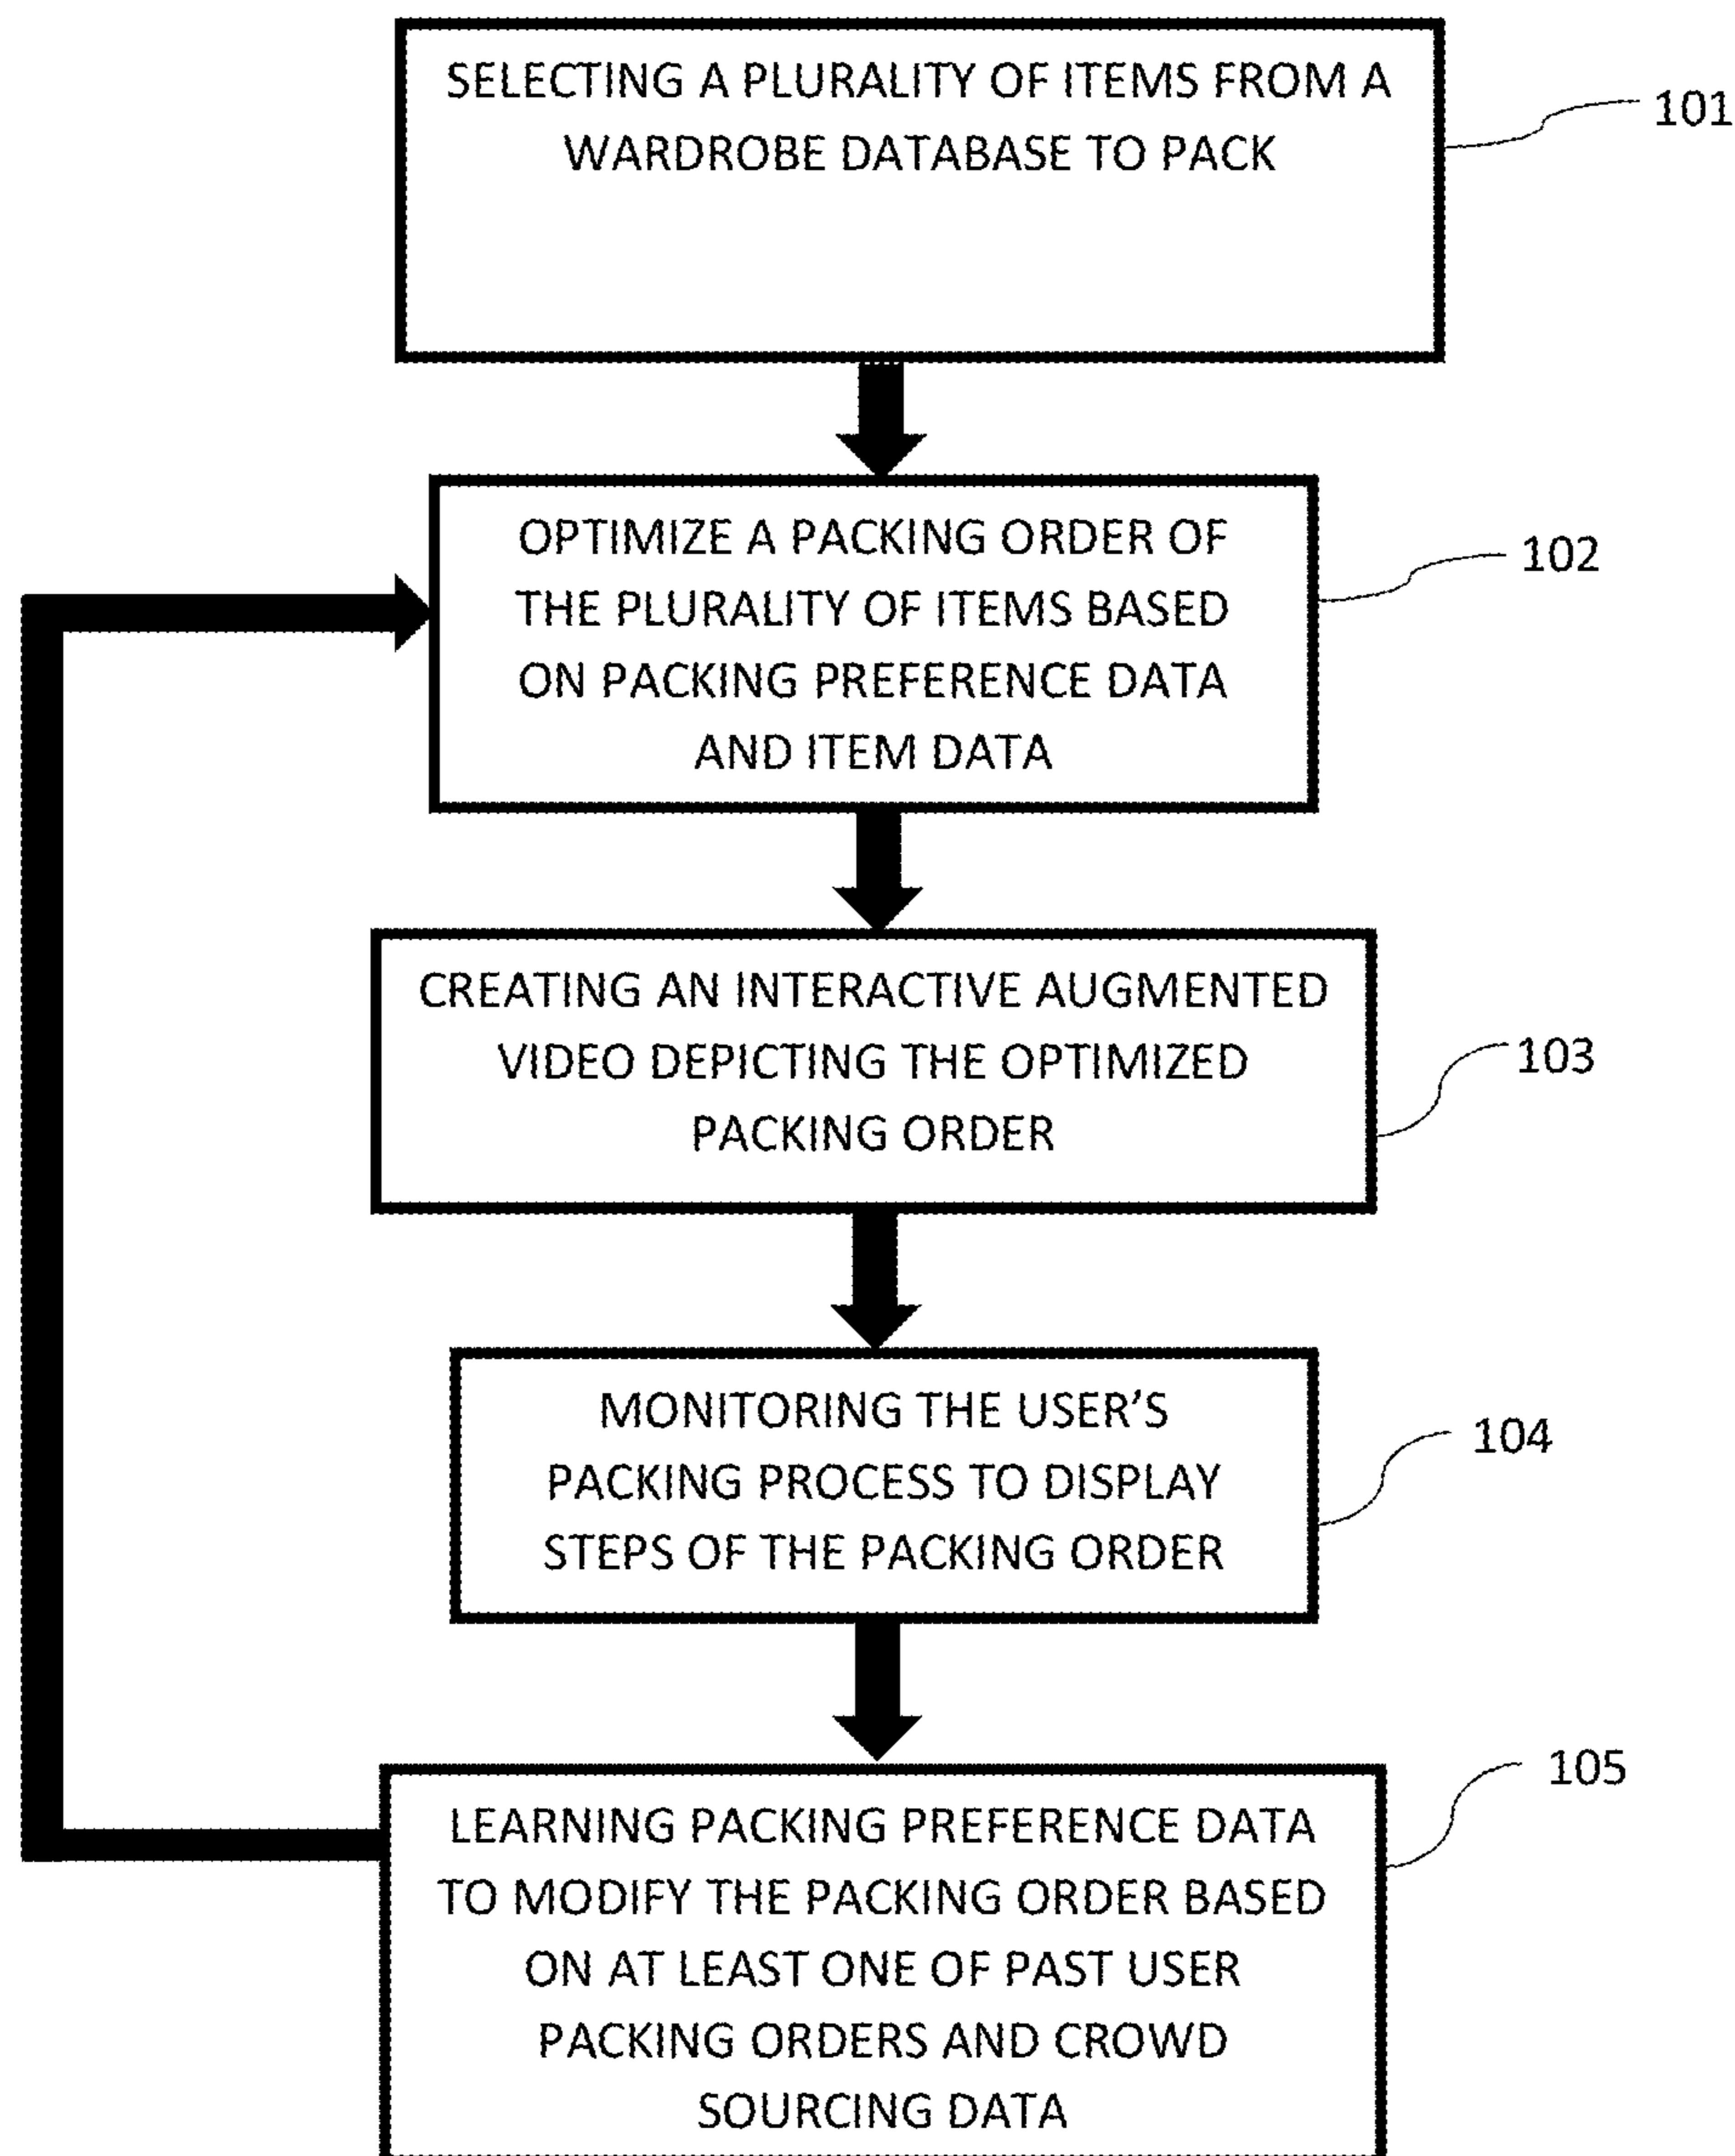 SELECTING A PLURALITY OF ITEMS FROM A
WARDROBE DATABASE TO PACK
101
OPTIMIZE A PACKING ORDER OF
THE PLURALITY OF ITEMS BASED
ON PACKING PREFERENCE DATA
AND ITEM DATA
102
CREATING AN INTERACTIVE AUGMENTED
VIDEO DEPICTING THE OPTIMIZED
PACKING ORDER
103
MONITORING THE USER’S
PACKING PROCESS TO DISPLAY
STEPS OF THE PACKING ORDER
104
LEARNING PACKING PREFERENCE DATA
TO MODIFY THE PACKING ORDER BASED
ON AT LEAST ONE OF PAST USER
PACKING ORDERS AND CROWD
SOURCING DATA
105